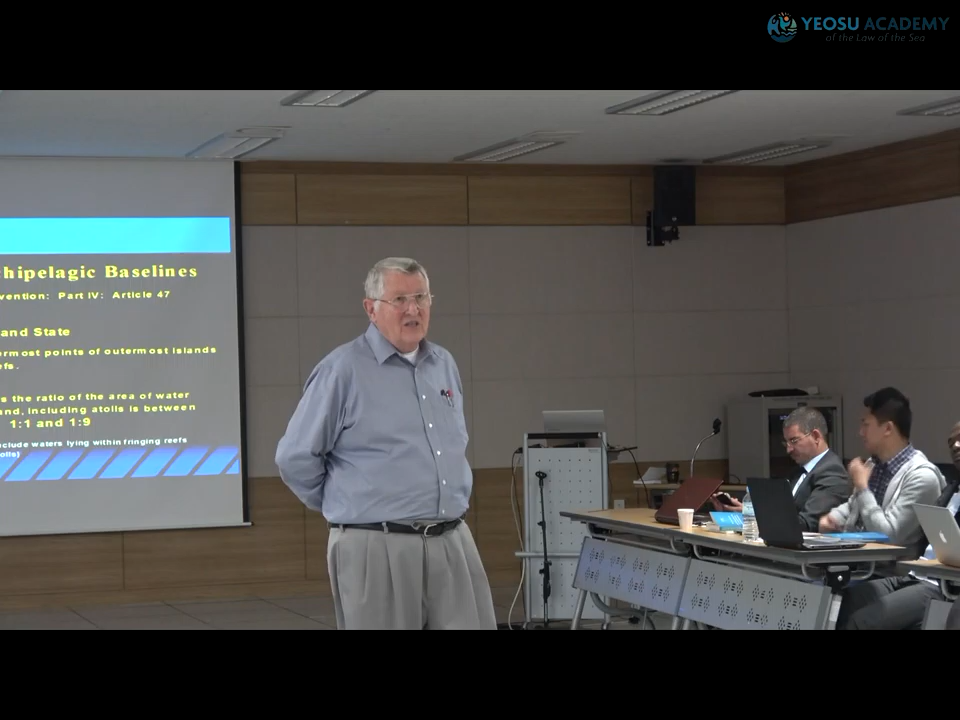 YEOSU ACADEMY
of the Law of the Sea
hipelagic Baselines
vention: Part IV: Article 47
and State
ermost points of outermost islands
efs.
s the ratio of the area of water
and, including atolls is between
1:1 and 1:9
clude waters lying within fringing reefs
olls)